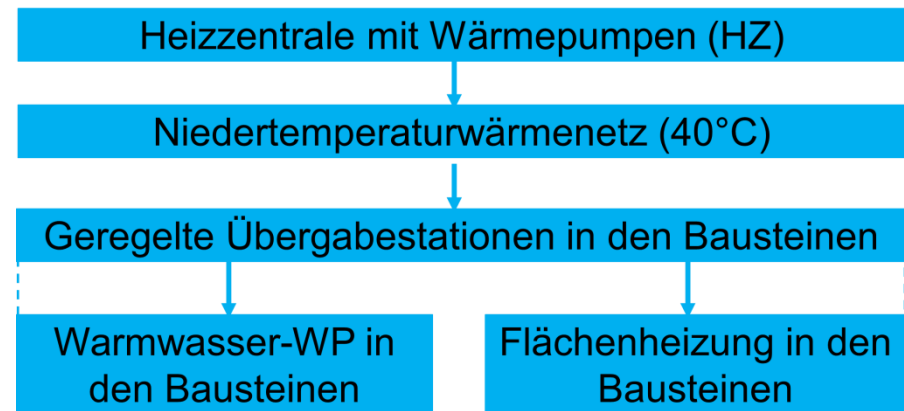 Heizzentrale mit Wärmepumpen (HZ)
Niedertemperaturwärmenetz (40°C)
Geregelte Übergabestationen in den Bausteinen
Warmwasser-WP in
den Bausteinen
Flächenheizung in den
Bausteinen